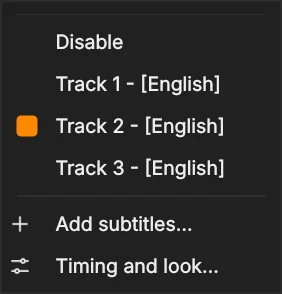 Disable
Track 1 - [English]
Track 2 - [English]
Track 3 - [English]
Add subtitles...
Timing and look...